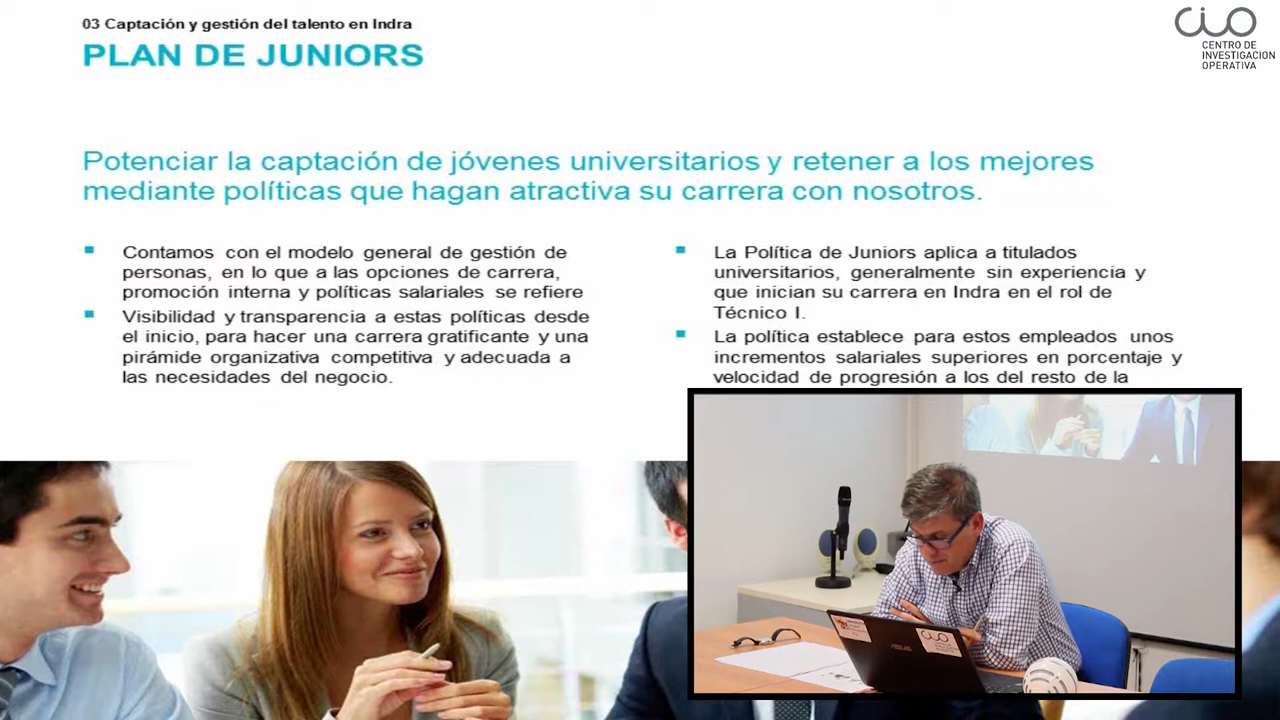 03 Captación y gestión del talento en Indra
PLAN DE JUNIORS
CIO
CENTRO DE
INVESTIGACION
OPERATIVA
Potenciar la captación de jóvenes universitarios y retener a los mejores
mediante políticas que hagan atractiva su carrera con nosotros.
Contamos con el modelo general de gestión de
personas, en lo que a las opciones de carrera,
promoción interna y políticas salariales se refiere
Visibilidad y transparencia a estas políticas desde
el inicio, para hacer una carrera gratificante y una
pirámide organizativa competitiva y adecuada a
las necesidades del negocio.
La Política de Juniors aplica a titulados
universitarios, generalmente sin experiencia y
que inician su carrera en Indra en el rol de
Técnico I.
La política establece para estos empleados unos
incrementos salariales superiores en porcentaje y
velocidad de progresión a los del resto de la
CIO
ASUS